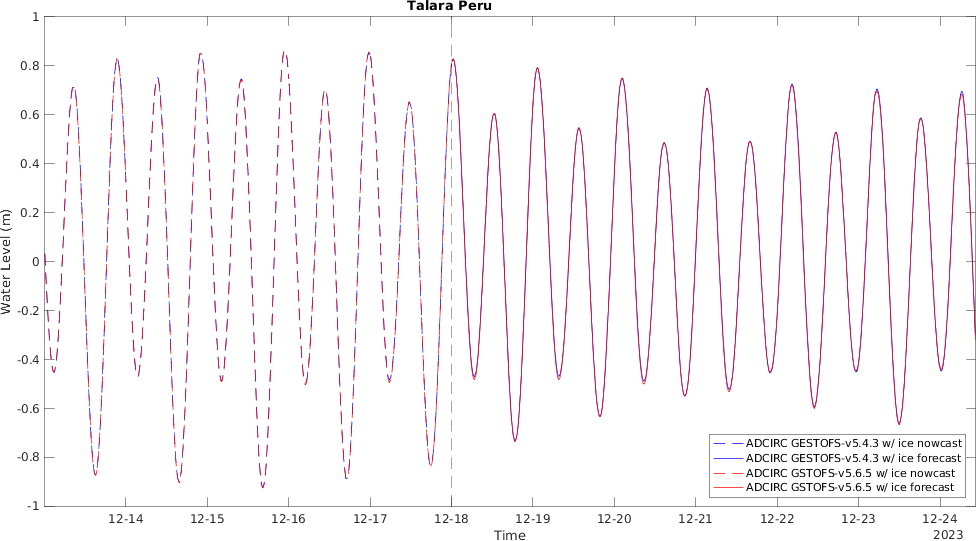 Talara Peru
Water Level (m)
1
0.8
0.6
0.4
0.2
0
-0.2
-0.4
-0.6
-0.8
-1
ADCIRC GESTOFS-v5.4.3 w/ ice nowcast
ADCIRC GESTOFS-v5.4.3 w/ ice forecast
ADCIRC GSTOFS-v5.6.5 w/ ice nowcast
ADCIRC GSTOFS-v5.6.5 w/ ice forecast
12-14 12-15 12-16 12-17 12-18 12-19 12-20 12-21 12-22 12-23 12-24
Time 2023